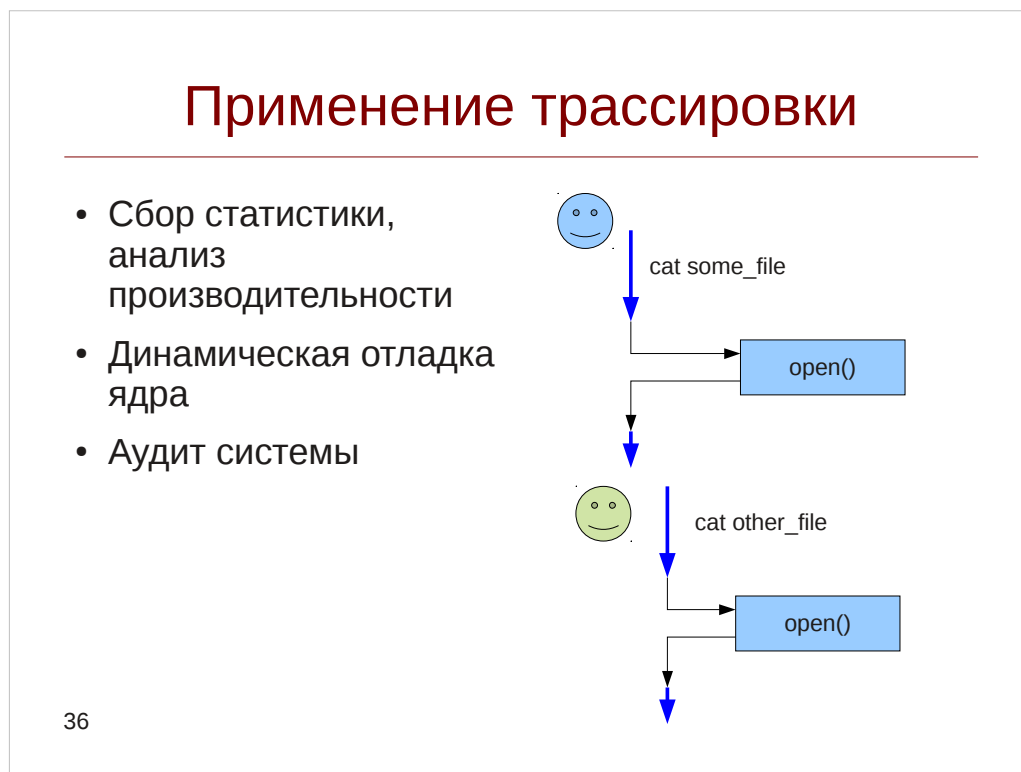 Применение трассировки
• Сбор статистики,
анализ
производительности
• Динамическая отладка
ядра
• Аудит системы
cat some_file
open()
cat other_file
open()
36